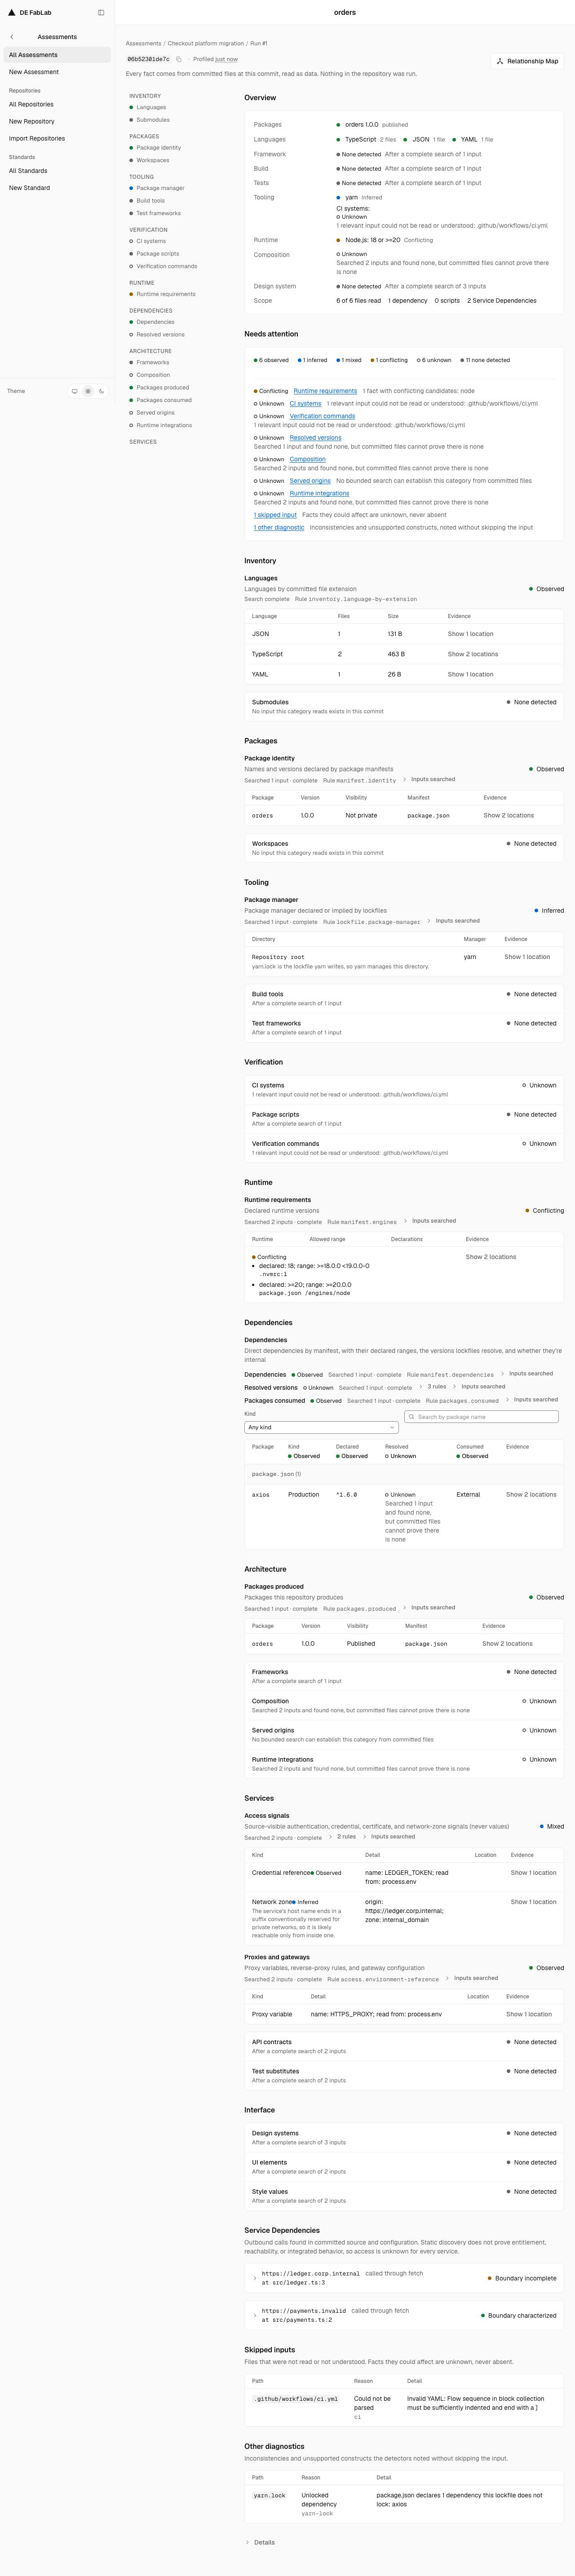 DE FabLab
orders
Assessments
All Assessments
New Assessment
Repositories
All Repositories
New Repository
Import Repositories
Standards
All Standards
New Standard
Theme
Assessments / Checkout platform migration / Run #1
06b52301de7c · Profiled just now
Relationship Map
Every fact comes from committed files at this commit, read as data. Nothing in the repository was run.
INVENTORY
Languages
Submodules
PACKAGES
Package identity
Workspaces
TOOLING
Package manager
Build tools
Test frameworks
VERIFICATION
CI systems
Package scripts
Verification commands
RUNTIME
Runtime requirements
DEPENDENCIES
Dependencies
Resolved versions
ARCHITECTURE
Frameworks
Composition
Packages produced
Packages consumed
Served origins
Runtime integrations
SERVICES
Overview
Packages orders 1.0.0 published
Languages TypeScript 2 files JSON 1 file YAML 1 file
Framework None detected After a complete search of 1 input
Build None detected After a complete search of 1 input
Tests None detected After a complete search of 1 input
Tooling yarn Inferred
CI systems:
Unknown
1 relevant input could not be read or understood: .github/workflows/ci.yml
Runtime Node.js: 18 or >=20 Conflicting
Composition Unknown
Searched 2 inputs and found none, but committed files cannot prove there
is none
Design system None detected After a complete search of 3 inputs
Scope 6 of 6 files read 1 dependency 0 scripts 2 Service Dependencies
Needs attention
6 observed 1 inferred 1 mixed 1 conflicting 6 unknown 11 none detected
Conflicting Runtime requirements 1 fact with conflicting candidates: node
Unknown CI systems 1 relevant input could not be read or understood: .github/workflows/ci.yml
Unknown Verification commands
1 relevant input could not be read or understood: .github/workflows/ci.yml
Unknown Resolved versions
Searched 1 input and found none, but committed files cannot prove there is none
Unknown Composition
Searched 2 inputs and found none, but committed files cannot prove there is none
Unknown Served origins No bounded search can establish this category from committed files
Unknown Runtime integrations
Searched 2 inputs and found none, but committed files cannot prove there is none
1 skipped input Facts they could affect are unknown, never absent
1 other diagnostic Inconsistencies and unsupported constructs, noted without skipping the input
Inventory
Languages
Languages by committed file extension Observed
Search complete Rule inventory.language-by-extension
Language Files Size Evidence
JSON 1 131 B Show 1 location
TypeScript 2 463 B Show 2 locations
YAML 1 26 B Show 1 location
Submodules None detected
No input this category reads exists in this commit
Packages
Package identity
Names and versions declared by package manifests Observed
Searched 1 input · complete Rule manifest.identity Inputs searched
Package Version Visibility Manifest Evidence
orders 1.0.0 Not private package.json Show 2 locations
Workspaces None detected
No input this category reads exists in this commit
Tooling
Package manager
Package manager declared or implied by lockfiles Inferred
Searched 1 input · complete Rule lockfile.package-manager Inputs searched
Directory Manager Evidence
Repository root yarn Show 1 location
yarn.lock is the lockfile yarn writes, so yarn manages this directory.
Build tools None detected
After a complete search of 1 input
Test frameworks None detected
After a complete search of 1 input
Verification
CI systems Unknown
1 relevant input could not be read or understood: .github/workflows/ci.yml
Package scripts None detected
After a complete search of 1 input
Verification commands Unknown
1 relevant input could not be read or understood: .github/workflows/ci.yml
Runtime
Runtime requirements
Declared runtime versions Conflicting
Searched 2 inputs · complete Rule manifest.engines Inputs searched
Runtime Allowed range Declarations Evidence
Conflicting Show 2 locations
declared: 18; range: >=18.0.0 <19.0.0-0
.nvmrc:1
declared: >=20; range: >=20.0.0
package.json /engines/node
Dependencies
Dependencies
Direct dependencies by manifest, with their declared ranges, the versions lockfiles resolve, and whether they're
internal
Dependencies Observed Searched 1 input · complete Rule manifest.dependencies Inputs searched
Resolved versions Unknown Searched 1 input · complete 3 rules Inputs searched
Packages consumed Observed Searched 1 input · complete Rule packages.consumed Inputs searched
Kind
Any kind
Search by package name
Package Kind Declared Resolved Consumed Evidence
Observed Observed Unknown Observed
package.json (1)
axios Production ^1.6.0 Unknown External Show 2 locations
Searched 1 input
and found none,
but committed files
cannot prove there
is none
Architecture
Packages produced
Packages this repository produces Observed
Searched 1 input · complete Rule packages.produced Inputs searched
Package Version Visibility Manifest Evidence
orders 1.0.0 Published package.json Show 2 locations
Frameworks None detected
After a complete search of 1 input
Composition Unknown
Searched 2 inputs and found none, but committed files cannot prove there is none
Served origins Unknown
No bounded search can establish this category from committed files
Runtime integrations Unknown
Searched 2 inputs and found none, but committed files cannot prove there is none
Services
Access signals
Source-visible authentication, credential, certificate, and network-zone signals (never values) Mixed
Searched 2 inputs · complete 2 rules Inputs searched
Kind Detail Location Evidence
Credential reference Observed name: LEDGER_TOKEN; read Show 1 location
from: process.env
Network zone Inferred origin: Show 1 location
The service's host name ends in a https://ledger.corp.internal;
suffix conventionally reserved for zone: internal_domain
private networks, so it is likely
reachable only from inside one.
Proxies and gateways
Proxy variables, reverse-proxy rules, and gateway configuration Observed
Searched 2 inputs · complete Rule access.environment-reference Inputs searched
Kind Detail Location Evidence
Proxy variable name: HTTPS_PROXY; read from: process.env Show 1 location
API contracts None detected
After a complete search of 2 inputs
Test substitutes None detected
After a complete search of 2 inputs
Interface
Design systems None detected
After a complete search of 3 inputs
UI elements None detected
After a complete search of 2 inputs
Style values None detected
After a complete search of 2 inputs
Service Dependencies
Outbound calls found in committed source and configuration. Static discovery does not prove entitlement,
reachability, or integrated behavior, so access is unknown for every service.
https://ledger.corp.internal called through fetch Boundary incomplete
at src/ledger.ts:3
https://payments.invalid called through fetch Boundary characterized
at src/payments.ts:2
Skipped inputs
Files that were not read or not understood. Facts they could affect are unknown, never absent.
Path Reason Detail
.github/workflows/ci.yml Could not be Invalid YAML: Flow sequence in block collection
parsed must be sufficiently indented and end with a ]
ci
Other diagnostics
Inconsistencies and unsupported constructs the detectors noted without skipping the input.
Path Reason Detail
yarn.lock Unlocked package.json declares 1 dependency this lockfile does not
dependency lock: axios
yarn-lock
Details